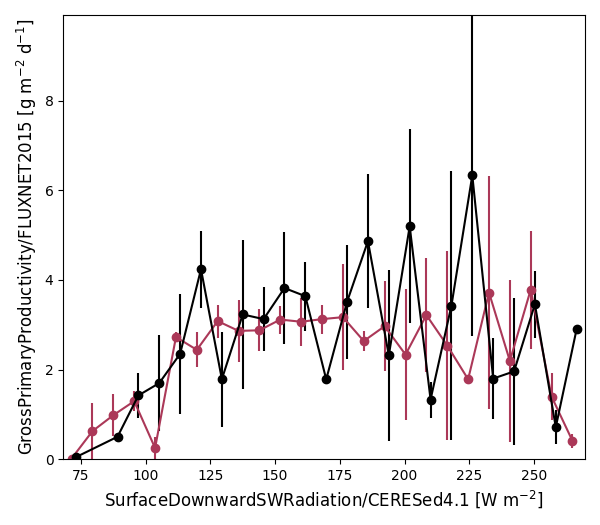 GrossPrimaryProductivity/FLUXNET2015 [g m⁻² d⁻¹]
8
6
4
2
0
75 100 125 150 175 200 225 250
SurfaceDownwardSWRadiation/CERESed4.1 [W m⁻²]